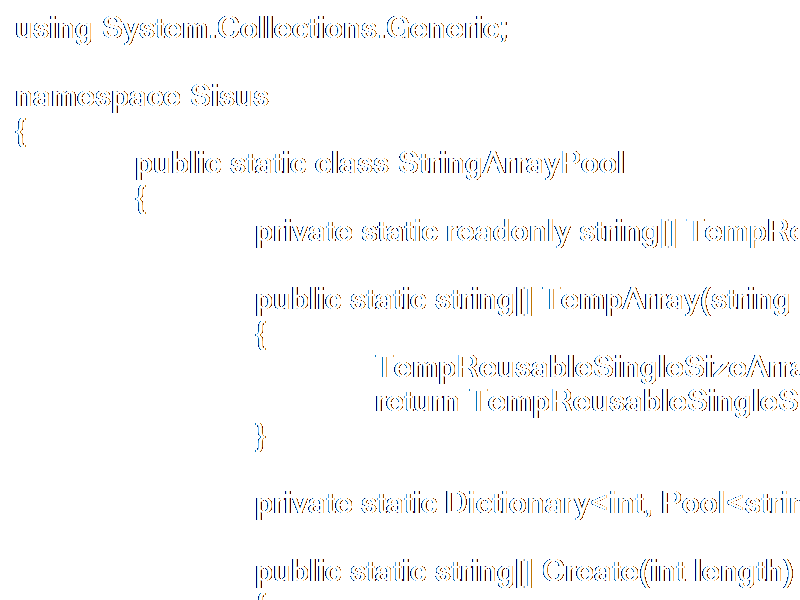 using System.Collections.Generic;
namespace Sisus
{
public static class StringArrayPool
{
private static readonly string[] TempRe
public static string[] TempArray(string
{
TempReusableSingleSizeArra
return TempReusableSingleS
}
private static Dictionary<int, Pool<strin
public static string[] Create(int length)
{